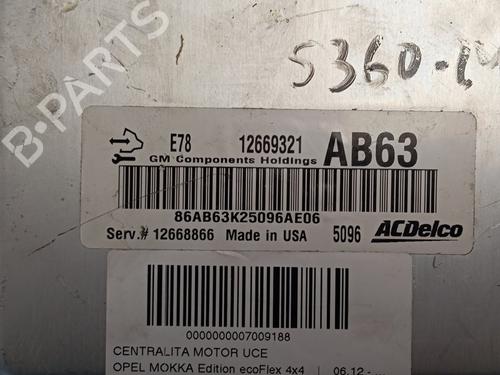 S360-
B-PARTS
E78 12669321 AB63
GM Components Holdings
86AB63K25096AE06
Serv.# 12668866 Made in USA 5096 ACDelco
0000000007009188
CENTRALITA MOTOR UCE
OPEL MOKKA Edition ecoFlex 4x4 | 06.12 - ...